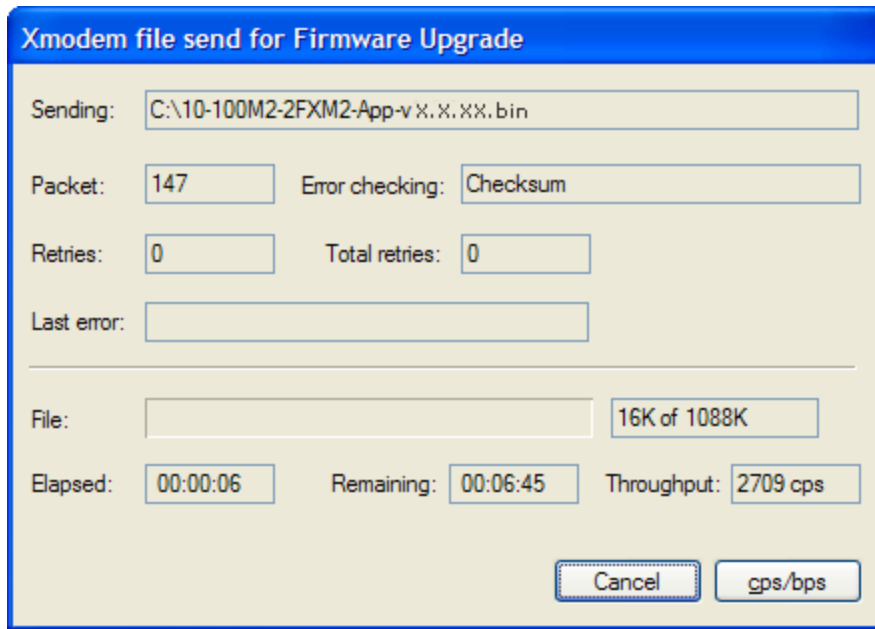 Xmodem file send for Firmware Upgrade
Sending: C:\10-100M2-2FXM2-App-vx.x.xx.bin
Packet: 147 Error checking: Checksum
Retries: 0 Total retries: 0
Last error:
File: 16K of 1088K
Elapsed: 00:00:06 Remaining: 00:06:45 Throughput: 2709 cps
Cancel cps/bps